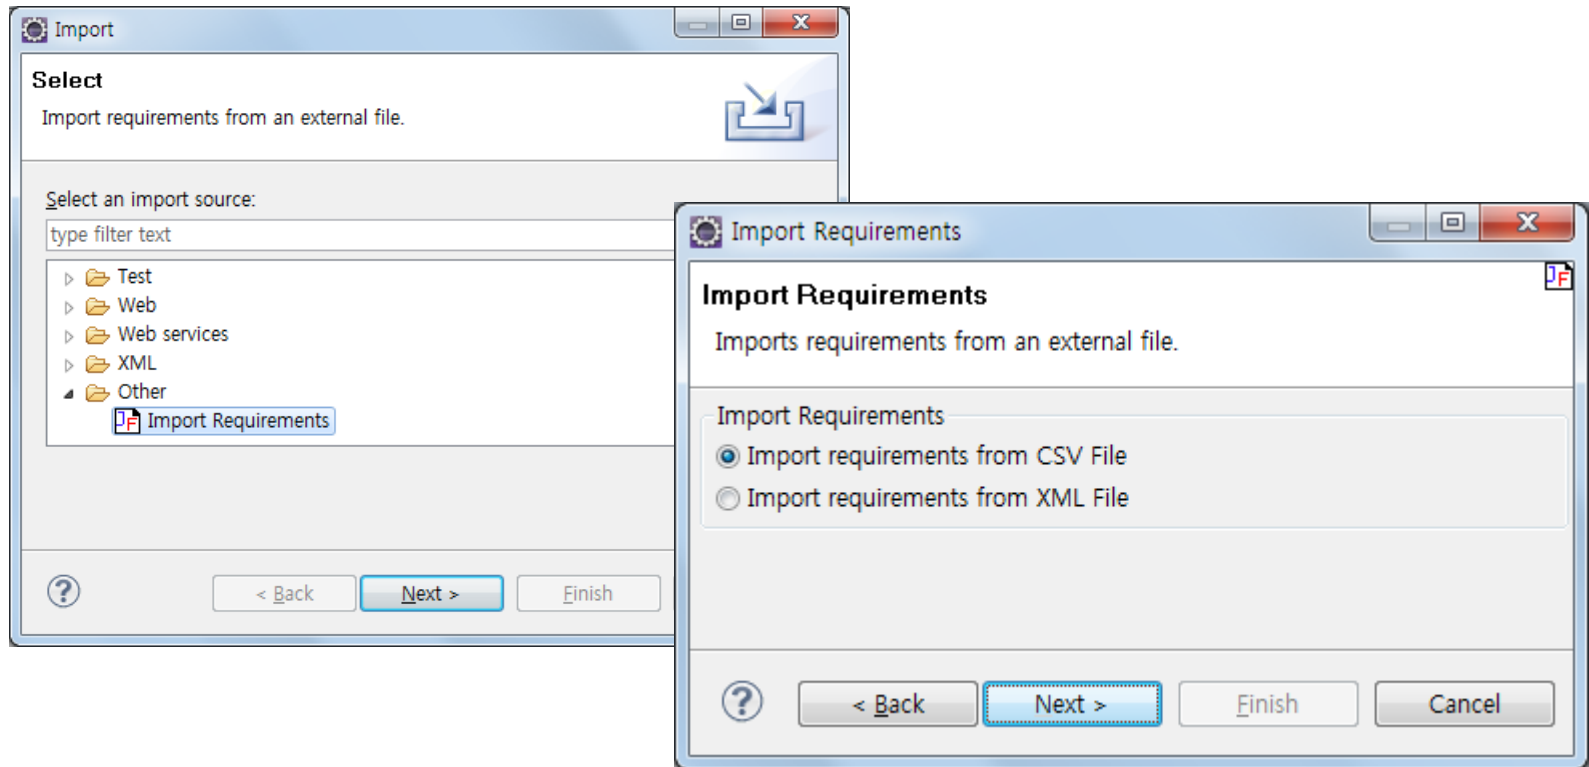 Import
Select
Import requirements from an external file.
Select an import source:
type filter text
Test
Web
Web services
XML
Other
Import Requirements
< Back
Next >
Finish
Import Requirements
Import Requirements
Imports requirements from an external file.
Import Requirements
Import requirements from CSV File
Import requirements from XML File
< Back
Next >
Finish
Cancel